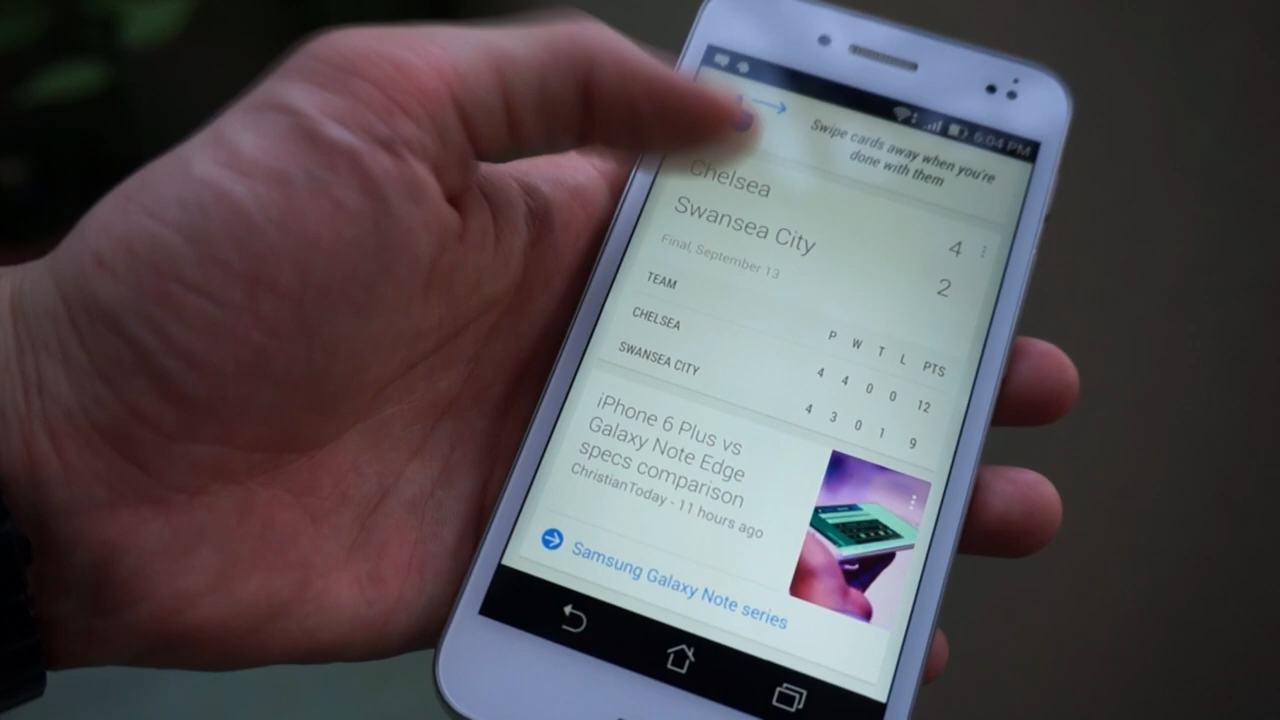 6:04 PM
Swipe cards away when you're
done with them
Chelsea 4
Swansea City 2
Final, September 13
TEAM P W T L PTS
CHELSEA 4 4 0 0 12
SWANSEA CITY 4 3 0 1 9
iPhone 6 Plus vs
Galaxy Note Edge
specs comparison
ChristianToday - 11 hours ago
Samsung Galaxy Note series